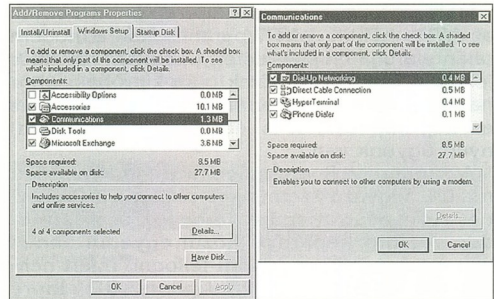 Add/Remove Programs Properties
Install/Uninstall Windows Setup Startup Disk
To add or remove a component, click the check box. A shaded box
means that only part of the component will be installed. To see
what's included in a component, click Details.
Components:
Accessibility Options 0.0 MB
Accessories 10.1 MB
Communications 1.3 MB
Disk Tools 0.0 MB
Microsoft Exchange 3.6 MB
Space required: 8.5 MB
Space available on disk: 27.7 MB
Description
Includes accessories to help you connect to other computers
and online services.
4 of 4 components selected
Details...
Have Disk...
OK Cancel Apply
Communications
To add or remove a component, click the check box. A shaded
box means that only part of the component will be installed. To see
what's included in a component, click Details.
Components:
Dial-Up Networking 0.4 MB
Direct Cable Connection 0.5 MB
HyperTerminal 0.4 MB
Phone Dialer 0.1 MB
Space required: 8.5 MB
Space available on disk: 27.7 MB
Description
Enables you to connect to other computers by using a modem.
Details...
OK Cancel